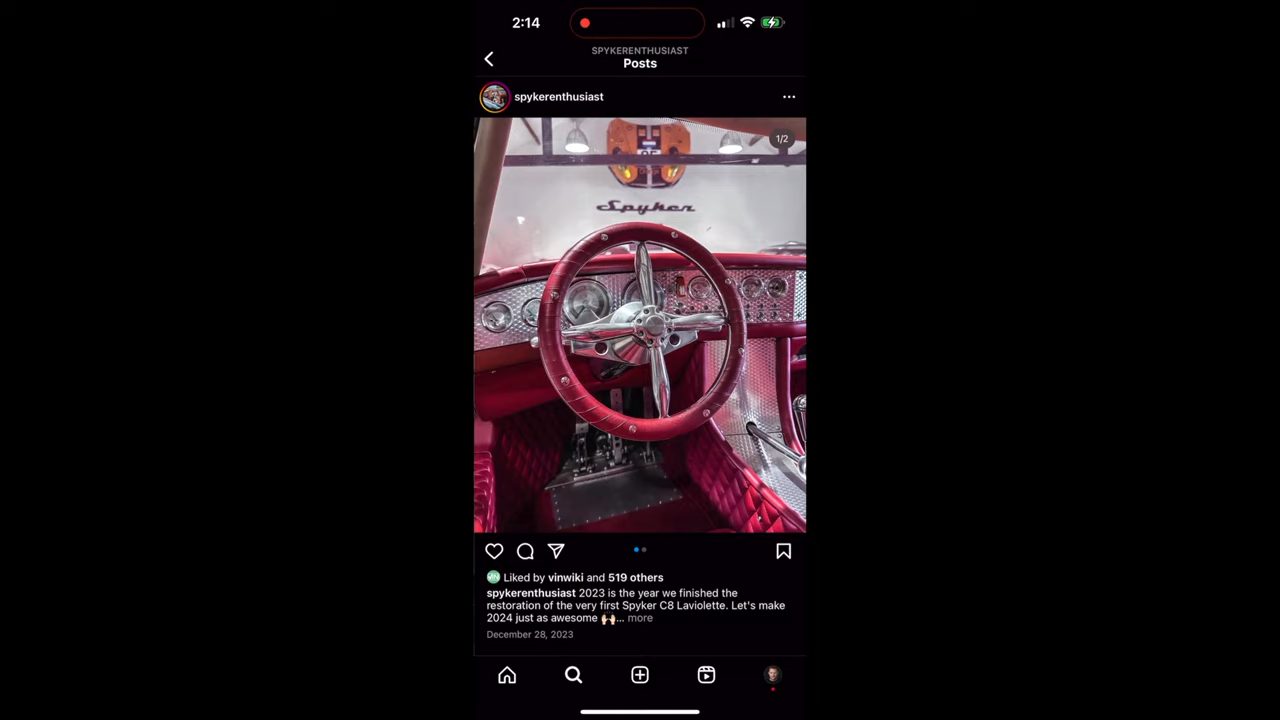 2:14
SPYKERENTHUSIAST
Posts
spykerenthusiast
1/2
Spyker
Liked by vinwiki and 519 others
spykerenthusiast 2023 is the year we finished the
restoration of the very first Spyker C8 Laviolette. Let's make
2024 just as awesome 🙌🏻... more
December 28, 2023